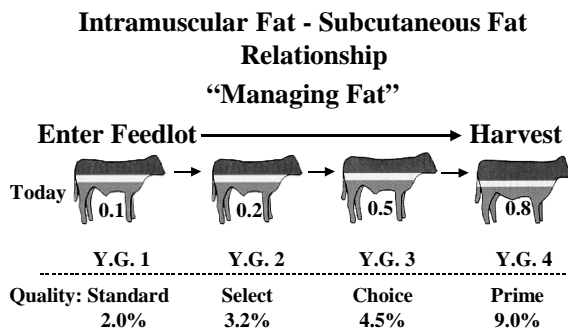 Intramuscular Fat - Subcutaneous Fat
Relationship
“Managing Fat”
Enter Feedlot Harvest
Today 0.1 0.2 0.5 0.8
Y.G. 1 Y.G. 2 Y.G. 3 Y.G. 4
Quality: Standard Select Choice Prime
2.0% 3.2% 4.5% 9.0%